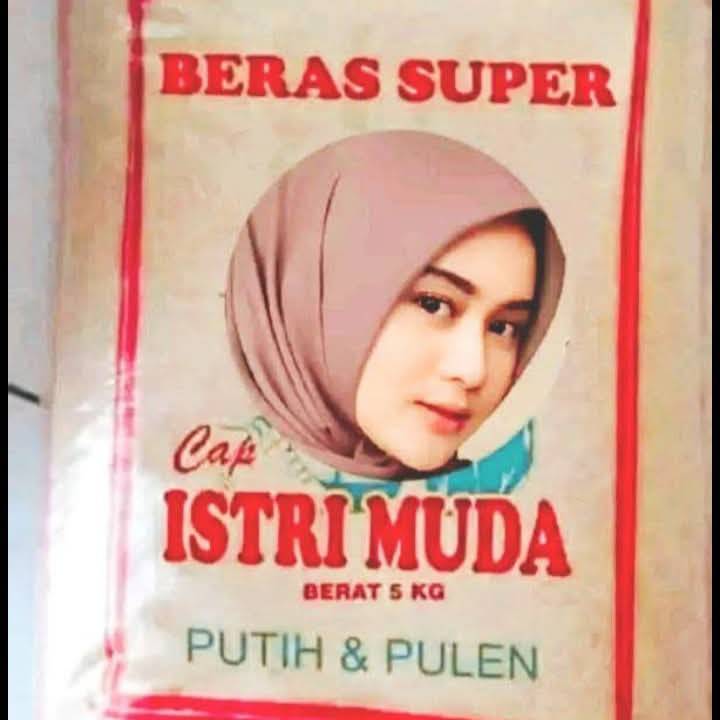 BERAS SUPER
Cap
ISTRI MUDA
BERAT 5 KG
PUTIH & PULEN